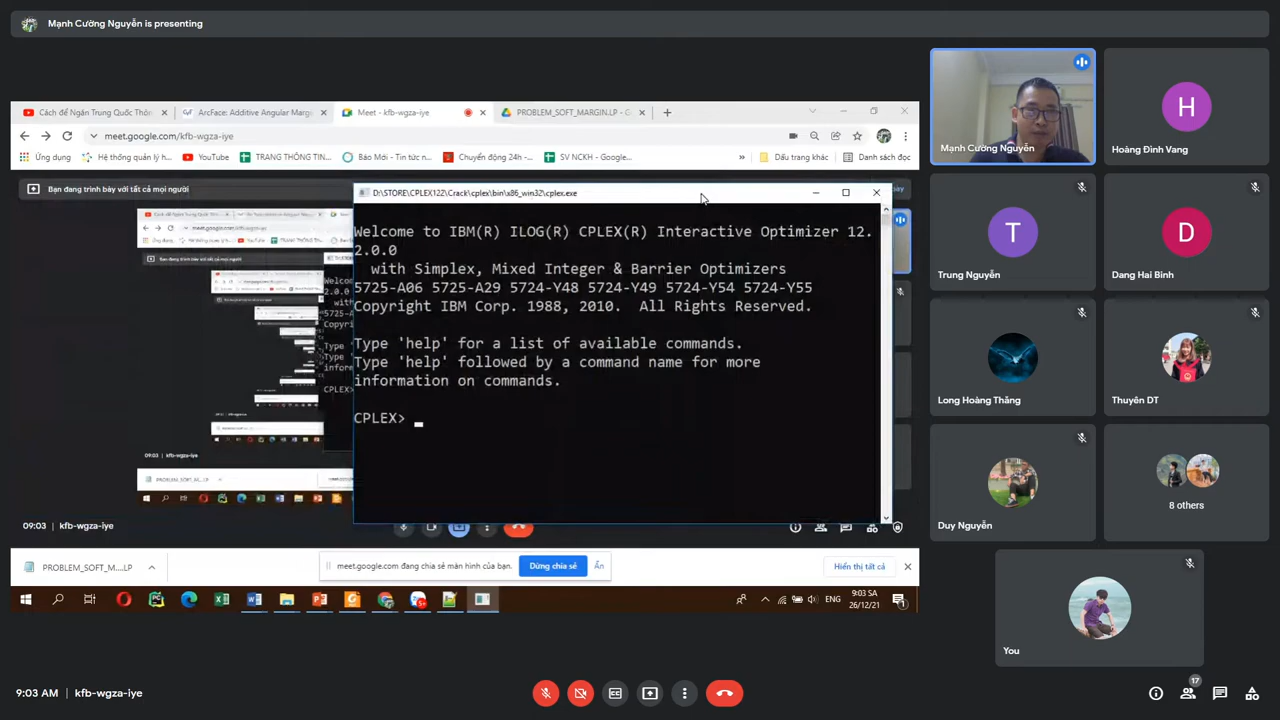 Mạnh Cường Nguyễn is presenting
Cách để Ngăn Trung Quốc Thôn
ArcFace: Additive Angular Marg
Meet - kfb-wgza-iye
PROBLEM_SOFT_MARGIN.LP - G
meet.google.com/kfb-wgza-iye
Ứng dụng
Hệ thống quản lý h...
YouTube
TRANG THÔNG TIN...
Báo Mới - Tin tức n...
Chuyển động 24h -...
SV NCKH - Google...
»
Dấu trang khác
Bạn đang trình bày với tất cả mọi người
D:\STORE\CPLEX122\Crack\cplex\bin\x86_win32\cplex.exe
Welcome to IBM(R) ILOG(R) CPLEX(R) Interactive Optimizer 12.
2.0.0
with Simplex, Mixed Integer & Barrier Optimizers
5725-A06 5725-A29 5724-Y48 5724-Y49 5724-Y54 5724-Y55
Copyright IBM Corp. 1988, 2010.  All Rights Reserved.
Type 'help' for a list of available commands.
Type 'help' followed by a command name for more
information on commands.
CPLEX>
09:03
kfb-wgza-iye
09:03 | kfb-wgza-iye
PROBLEM_SOFT_M....LP
meet.google.com đang chia sẻ màn hình của bạn.
Dừng chia sẻ
Ẩn
Hiển thị tất cả
ENG
9:03 SA
26/12/21
1
Mạnh Cường Nguyễn
H
Hoàng Đình Vang
T
Trung Nguyễn
D
Dang Hai Binh
Long Hoàng Thăng
Thuyên DT
Duy Nguyễn
8 others
You
9:03 AM | kfb-wgza-iye
17